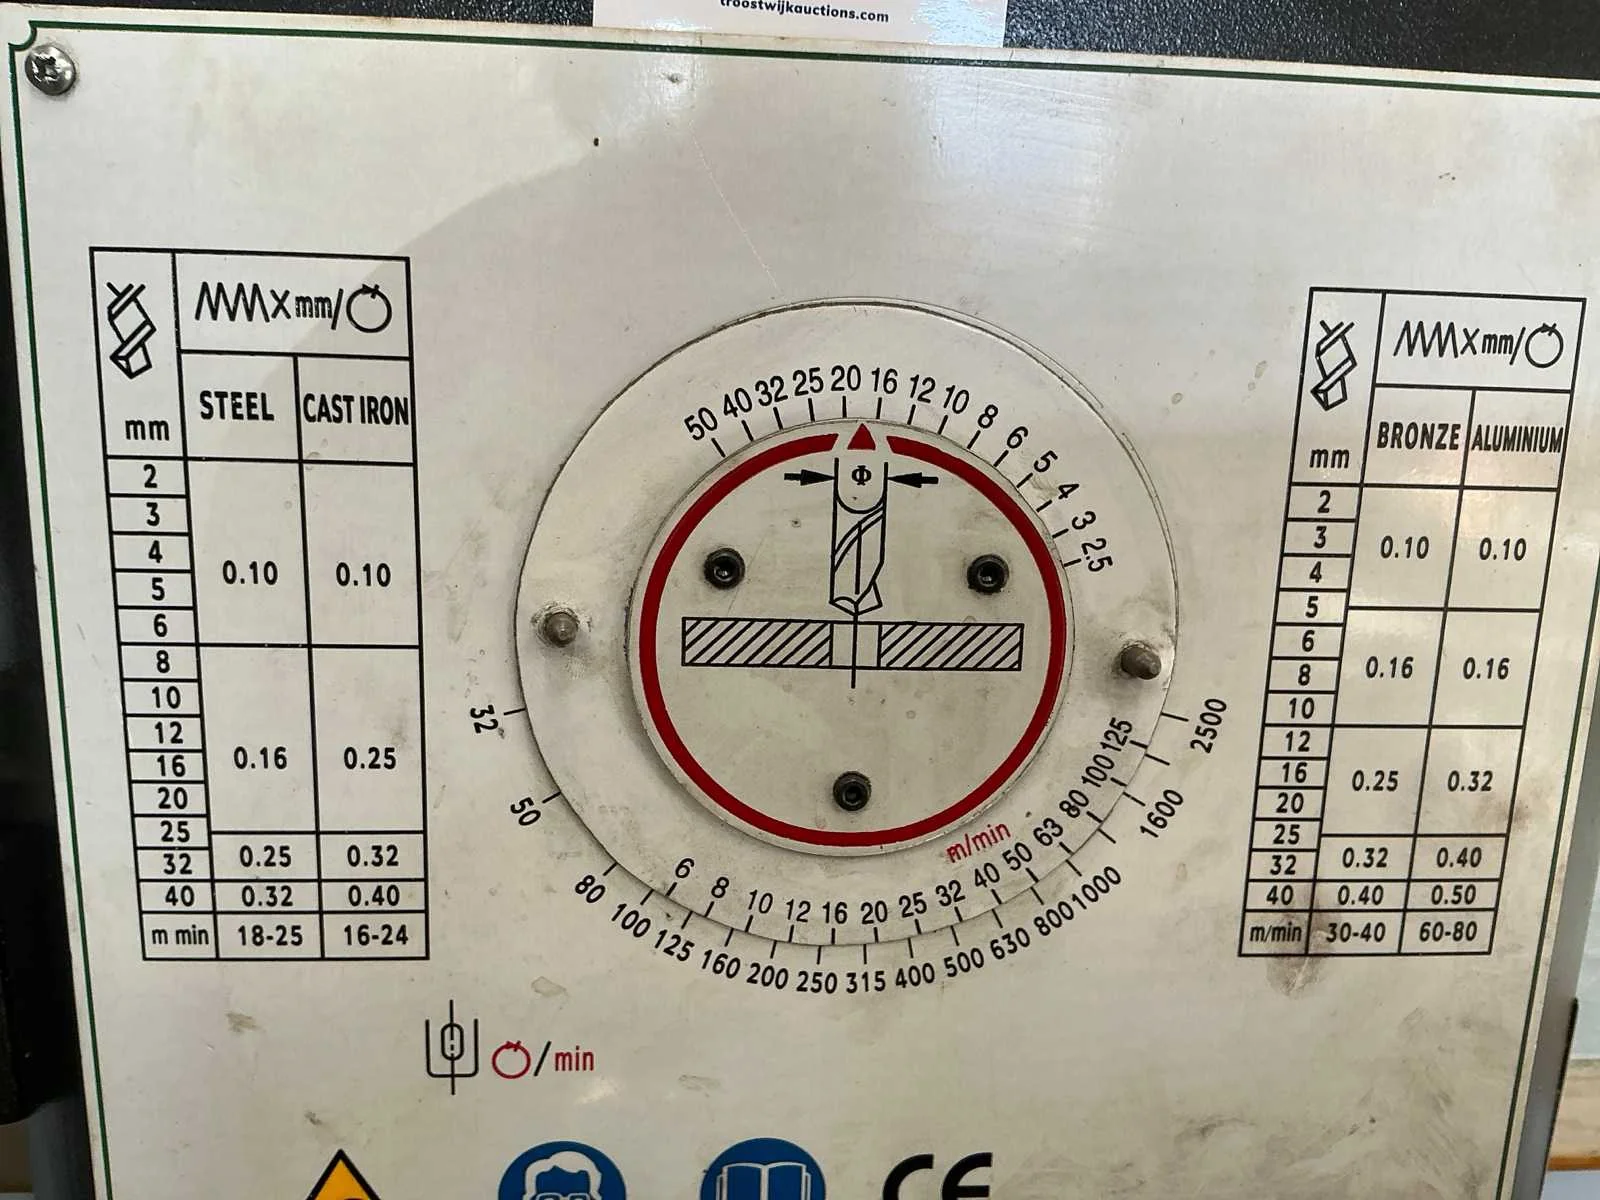 troostwijkauctions.com
mm
x mm/
STEEL
CAST IRON
2
3
4
5
6
0.10
0.10
8
10
12
16
20
0.16
0.25
25
32
0.25
0.32
40
0.32
0.40
m min
18-25
16-24
50 40 32 25 20 16 12 10 8 6 5 4 3 2.5
Φ
m/min
6 8 10 12 16 20 25 32 40 50 63 80 100 125
32 50 80 100 125 160 200 250 315 400 500 630 800 1000 1600 2500
/min
mm
x mm/
BRONZE
ALUMINIUM
2
3
4
5
0.10
0.10
6
8
10
0.16
0.16
12
16
20
0.25
0.32
25
32
0.32
0.40
40
0.40
0.50
m/min
30-40
60-80
CE